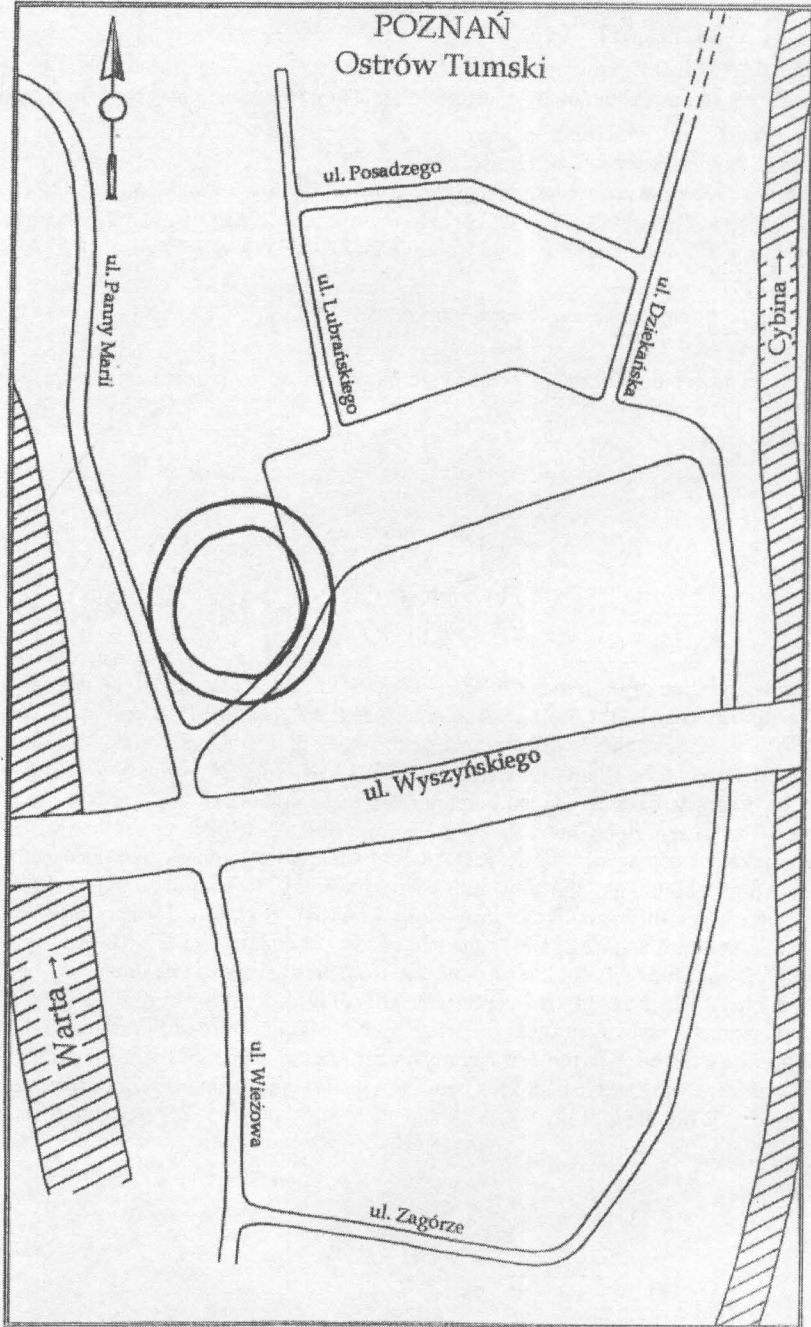 POZNAŃ
Ostrów Tumski
ul. Posadzego
ul. Panny Marii
ul. Lubrańskiego
ul. Dziekańska
Cybina →
ul. Wyszyńskiego
Warta →
ul. Wieżowa
ul. Zagórze